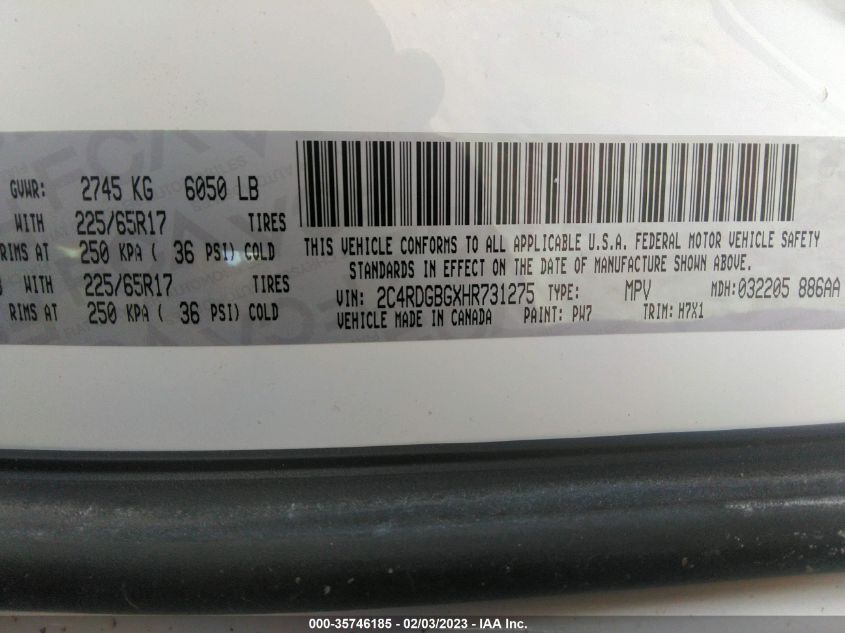 GVWR: 2745 KG 6050 LB
WITH 225/65R17 TIRES
RIMS AT 250 KPA ( 36 PSI) COLD
WITH 225/65R17 TIRES
RIMS AT 250 KPA ( 36 PSI) COLD
THIS VEHICLE CONFORMS TO ALL APPLICABLE U.S.A. FEDERAL MOTOR VEHICLE SAFETY
STANDARDS IN EFFECT ON THE DATE OF MANUFACTURE SHOWN ABOVE.
VIN: 2C4RDGBGXHR731275 TYPE: MPV MDH:032205 886AA
VEHICLE MADE IN CANADA PAINT: PW7 TRIM: H7X1
000-35746185 - 02/03/2023 - IAA Inc.